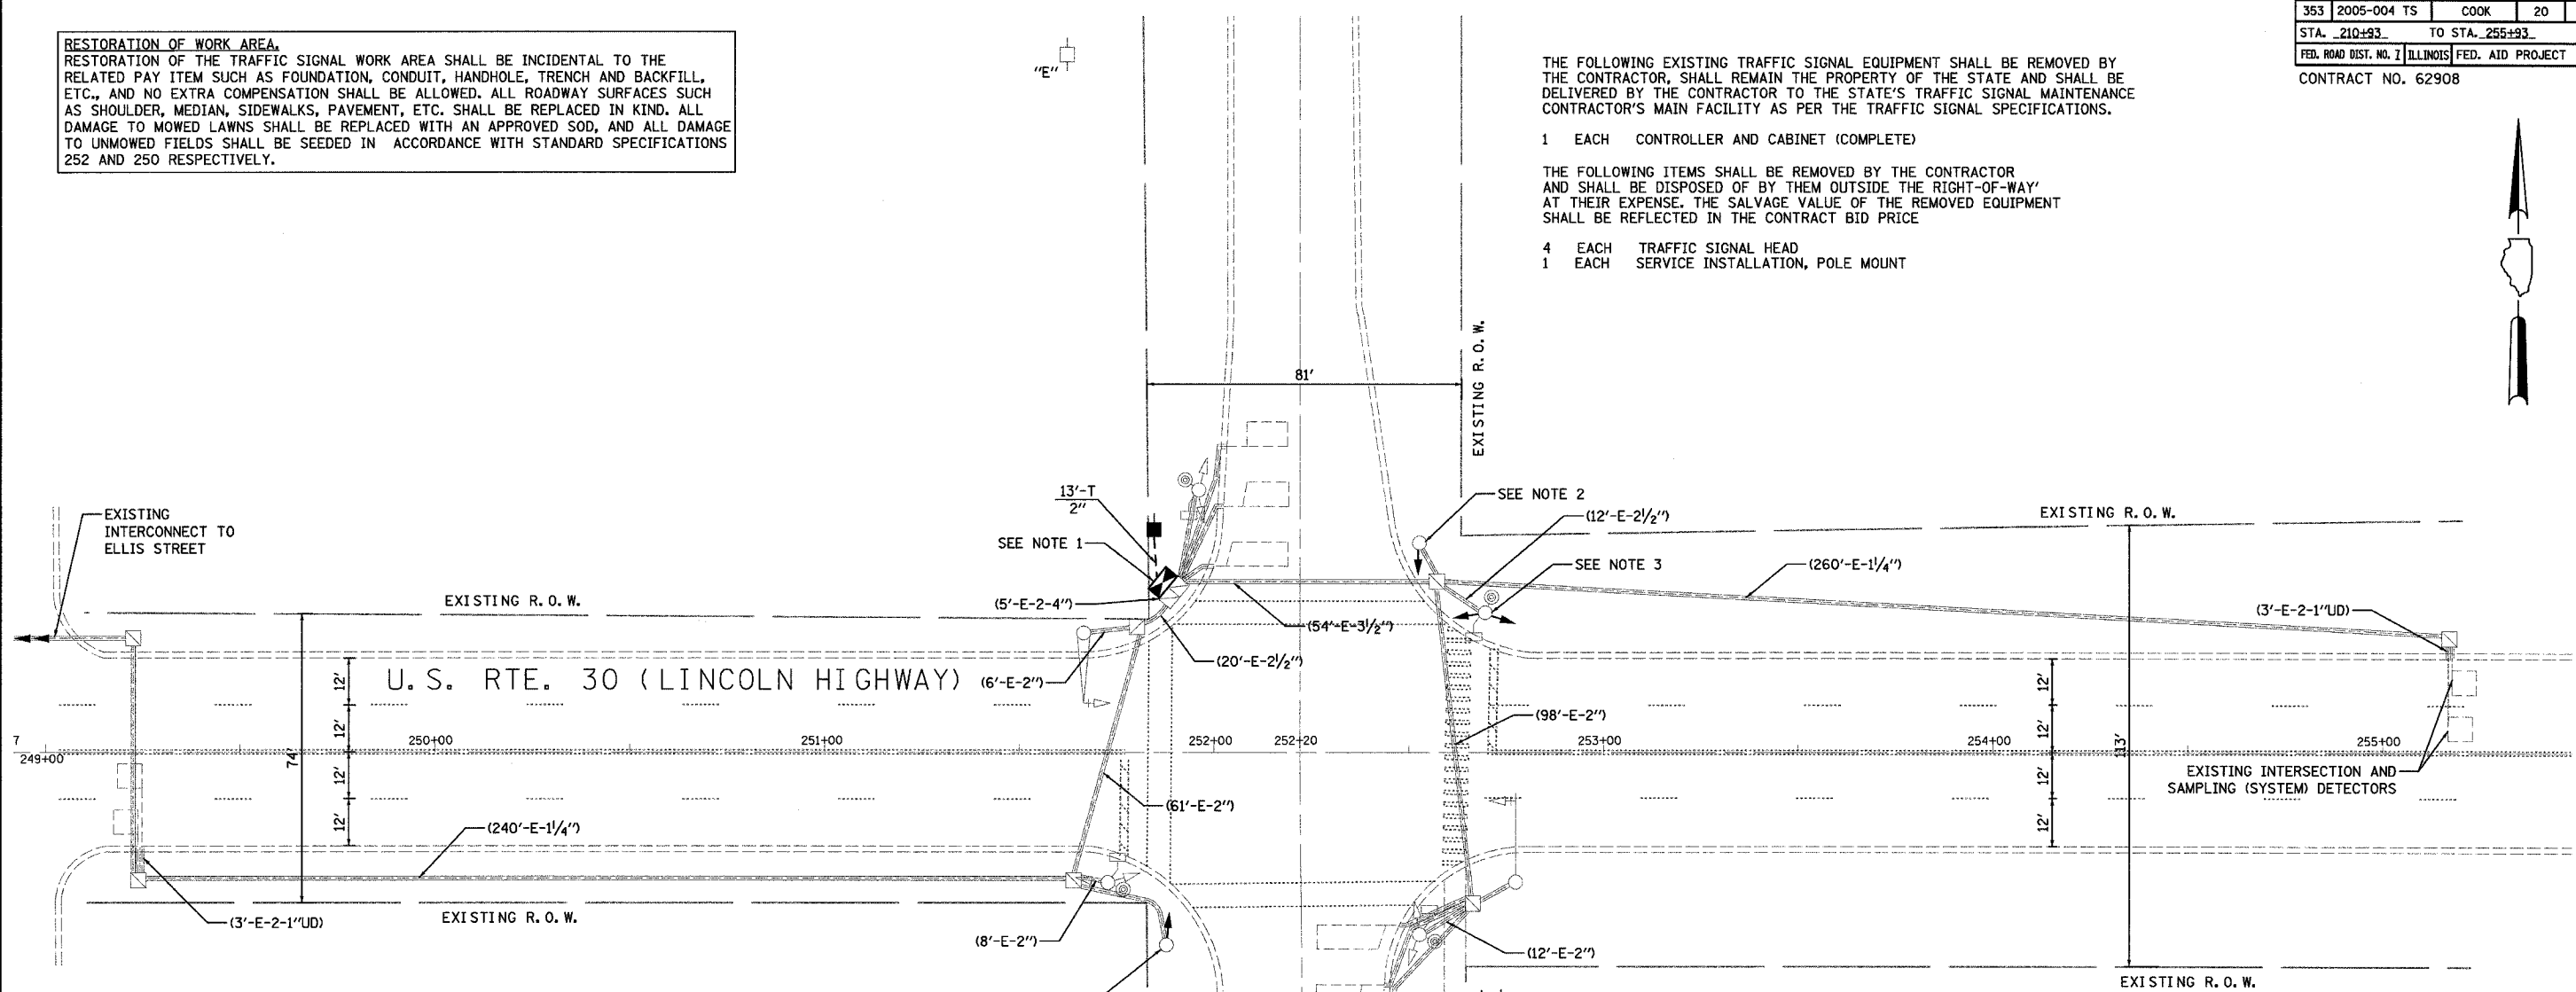 353 2005-004 TS COOK 20
STA. 210+93 TO STA. 255+93
FED. ROAD DIST. NO. 7 ILLINOIS FED. AID PROJECT
CONTRACT NO. 62908
RESTORATION OF WORK AREA.
RESTORATION OF THE TRAFFIC SIGNAL WORK AREA SHALL BE INCIDENTAL TO THE
RELATED PAY ITEM SUCH AS FOUNDATION, CONDUIT, HANDHOLE, TRENCH AND BACKFILL,
ETC., AND NO EXTRA COMPENSATION SHALL BE ALLOWED. ALL ROADWAY SURFACES SUCH
AS SHOULDER, MEDIAN, SIDEWALKS, PAVEMENT, ETC. SHALL BE REPLACED IN KIND. ALL
DAMAGE TO MOWED LAWNS SHALL BE REPLACED WITH AN APPROVED SOD, AND ALL DAMAGE
TO UNMOWED FIELDS SHALL BE SEEDED IN ACCORDANCE WITH STANDARD SPECIFICATIONS
252 AND 250 RESPECTIVELY.
"E"
THE FOLLOWING EXISTING TRAFFIC SIGNAL EQUIPMENT SHALL BE REMOVED BY
THE CONTRACTOR, SHALL REMAIN THE PROPERTY OF THE STATE AND SHALL BE
DELIVERED BY THE CONTRACTOR TO THE STATE'S TRAFFIC SIGNAL MAINTENANCE
CONTRACTOR'S MAIN FACILITY AS PER THE TRAFFIC SIGNAL SPECIFICATIONS.
1 EACH CONTROLLER AND CABINET (COMPLETE)
THE FOLLOWING ITEMS SHALL BE REMOVED BY THE CONTRACTOR
AND SHALL BE DISPOSED OF BY THEM OUTSIDE THE RIGHT-OF-WAY'
AT THEIR EXPENSE. THE SALVAGE VALUE OF THE REMOVED EQUIPMENT
SHALL BE REFLECTED IN THE CONTRACT BID PRICE
4 EACH TRAFFIC SIGNAL HEAD
1 EACH SERVICE INSTALLATION, POLE MOUNT
81'
EXISTING R.O.W.
13'-T
2"
SEE NOTE 1
SEE NOTE 2
(12'-E-2½")
SEE NOTE 3
(260'-E-1¼")
EXISTING R.O.W.
EXISTING
INTERCONNECT TO
ELLIS STREET
EXISTING R.O.W.
(5'-E-2-4")
(54'-E-3½")
(3'-E-2-1"UD)
(20'-E-2½")
U.S. RTE. 30 (LINCOLN HIGHWAY)
(6'-E-2")
12'
12'
12'
12'
74'
(98'-E-2")
12'
12'
12'
12'
113'
7
249+00
250+00
251+00
252+00
252+20
253+00
254+00
255+00
EXISTING INTERSECTION AND
SAMPLING (SYSTEM) DETECTORS
(61'-E-2")
(240'-E-1¼")
(3'-E-2-1"UD)
EXISTING R.O.W.
(8'-E-2")
(12'-E-2")
EXISTING R.O.W.